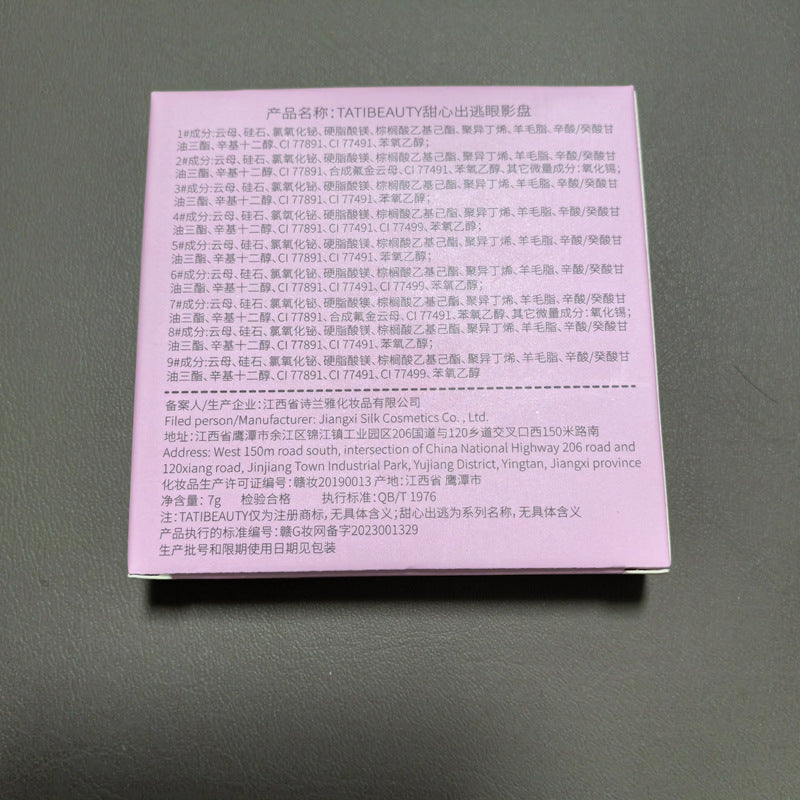 产品名称：TATIBEAUTY甜心出逃眼影盘
1#成分:云母、硅石、氯氧化铋、硬脂酸镁、棕榈酸乙基己酯、聚异丁烯、羊毛脂、辛酸/癸酸甘
油三酯、辛基十二醇、CI 77891、CI 77491、苯氧乙醇；
2#成分:云母、硅石、氯氧化铋、硬脂酸镁、棕榈酸乙基己酯、聚异丁烯、羊毛脂、辛酸/癸酸甘
油三酯、辛基十二醇、CI 77891、合成氟金云母、CI 77491、苯氧乙醇、其它微量成分：氧化锡；
3#成分:云母、硅石、氯氧化铋、硬脂酸镁、棕榈酸乙基己酯、聚异丁烯、羊毛脂、辛酸/癸酸甘
油三酯、辛基十二醇、CI 77891、CI 77491、苯氧乙醇；
4#成分:云母、硅石、氯氧化铋、硬脂酸镁、棕榈酸乙基己酯、聚异丁烯、羊毛脂、辛酸/癸酸甘
油三酯、辛基十二醇、CI 77891、CI 77491、CI 77499、苯氧乙醇；
5#成分:云母、硅石、氯氧化铋、硬脂酸镁、棕榈酸乙基己酯、聚异丁烯、羊毛脂、辛酸/癸酸甘
油三酯、辛基十二醇、CI 77891、CI 77491、苯氧乙醇；
6#成分:云母、硅石、氯氧化铋、硬脂酸镁、棕榈酸乙基己酯、聚异丁烯、羊毛脂、辛酸/癸酸甘
油三酯、辛基十二醇、CI 77891、CI 77491、CI 77499、苯氧乙醇；
7#成分:云母、硅石、氯氧化铋、硬脂酸镁、棕榈酸乙基己酯、聚异丁烯、羊毛脂、辛酸/癸酸甘
油三酯、辛基十二醇、CI 77891、合成氟金云母、CI 77491、苯氧乙醇、其它微量成分：氧化锡；
8#成分:云母、硅石、氯氧化铋、硬脂酸镁、棕榈酸乙基己酯、聚异丁烯、羊毛脂、辛酸/癸酸甘
油三酯、辛基十二醇、CI 77891、CI 77491、苯氧乙醇；
9#成分:云母、硅石、氯氧化铋、硬脂酸镁、棕榈酸乙基己酯、聚异丁烯、羊毛脂、辛酸/癸酸甘
油三酯、辛基十二醇、CI 77891、CI 77491、CI 77499、苯氧乙醇
备案人/生产企业：江西省诗兰雅化妆品有限公司
Filed person/Manufacturer: Jiangxi Silk Cosmetics Co., Ltd.
地址：江西省鹰潭市余江区锦江镇工业园区206国道与120乡道交叉口西150米路南
Address: West 150m road south, intersection of China National Highway 206 road and
120xiang road, Jinjiang Town Industrial Park, Yujiang District, Yingtan, Jiangxi province
化妆品生产许可证编号：赣妆20190013 产地：江西省 鹰潭市
净含量：7g 检验合格 执行标准：QB/T 1976
注：TATIBEAUTY仅为注册商标，无具体含义；甜心出逃为系列名称，无具体含义
产品执行的标准编号：赣G妆网备字2023001329
生产批号和限期使用日期见包装